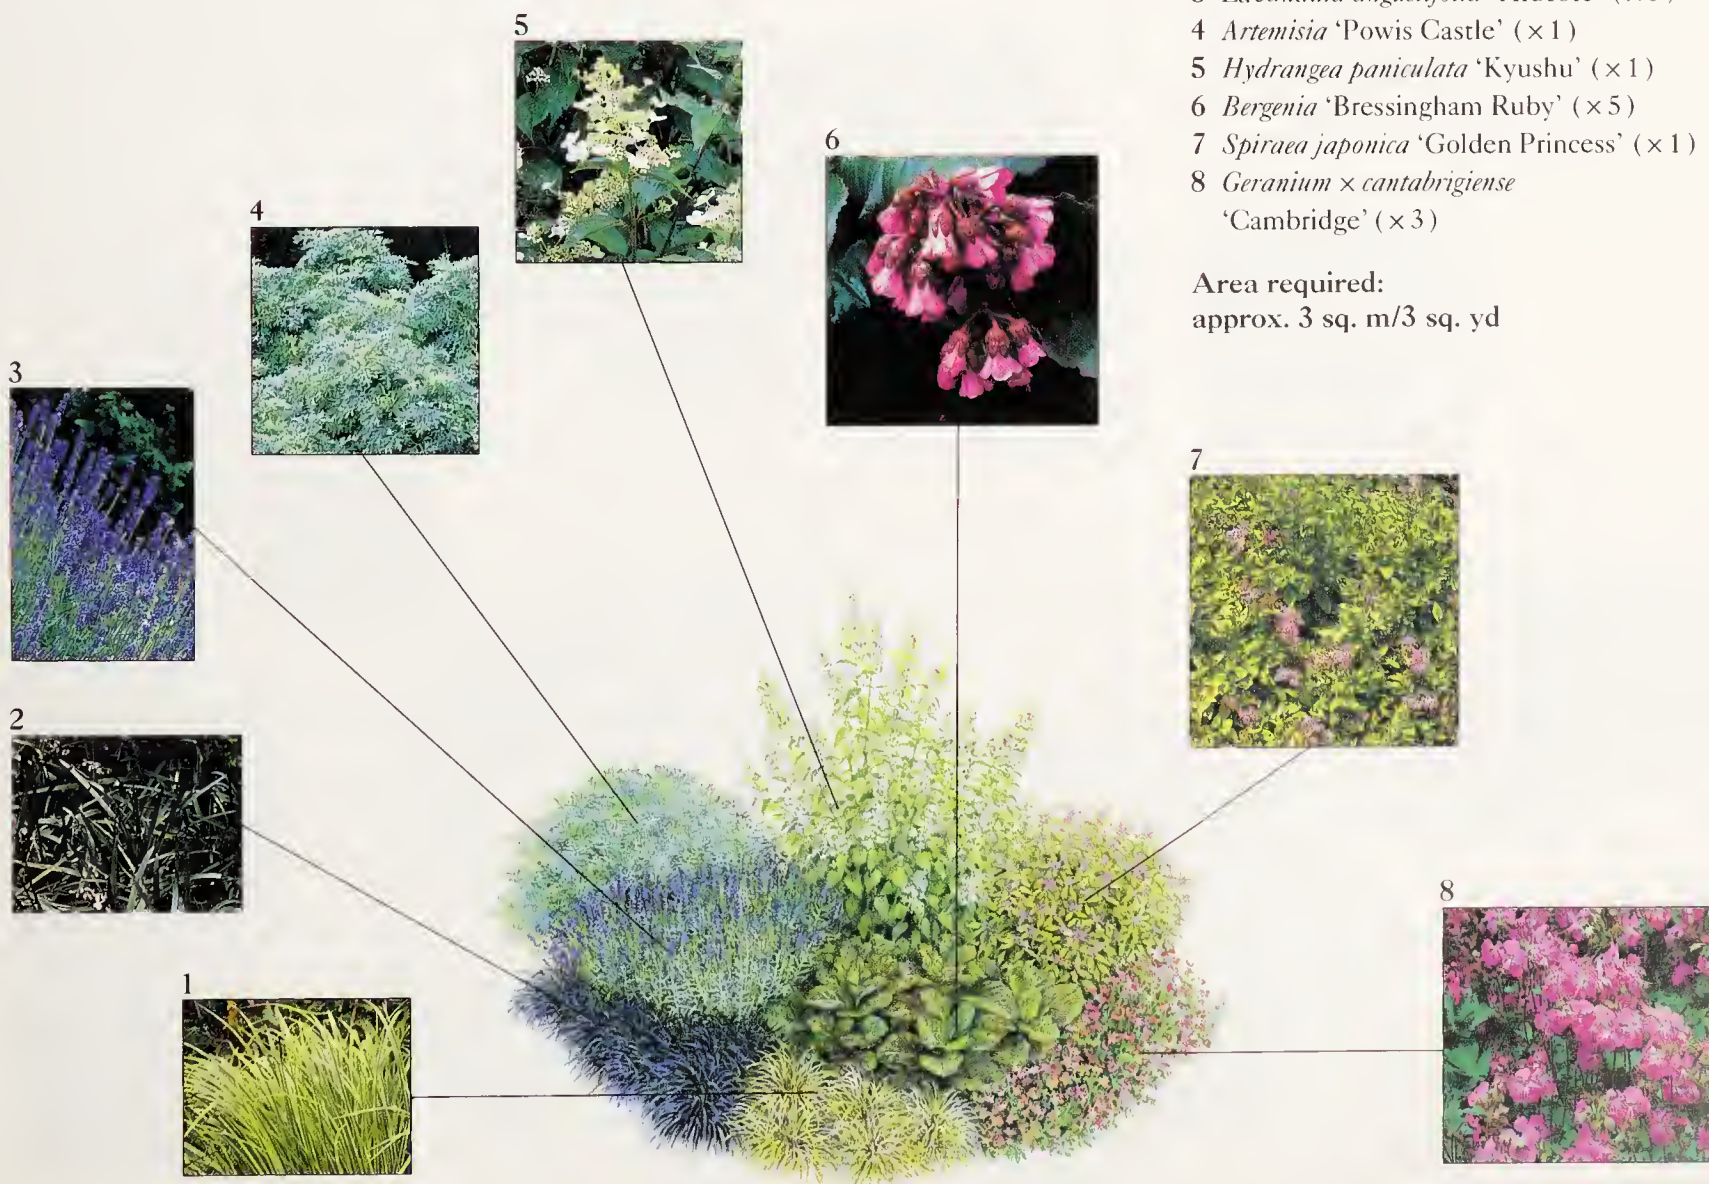 4 Artemisia ‘Powis Castle’ (× 1)
5 Hydrangea paniculata ‘Kyushu’ (× 1)
6 Bergenia ‘Bressingham Ruby’ (× 5)
7 Spiraea japonica ‘Golden Princess’ (× 1)
8 Geranium × cantabrigiense
‘Cambridge’ (× 3)
Area required:
approx. 3 sq. m/3 sq. yd
5
6
4
3
7
2
8
1